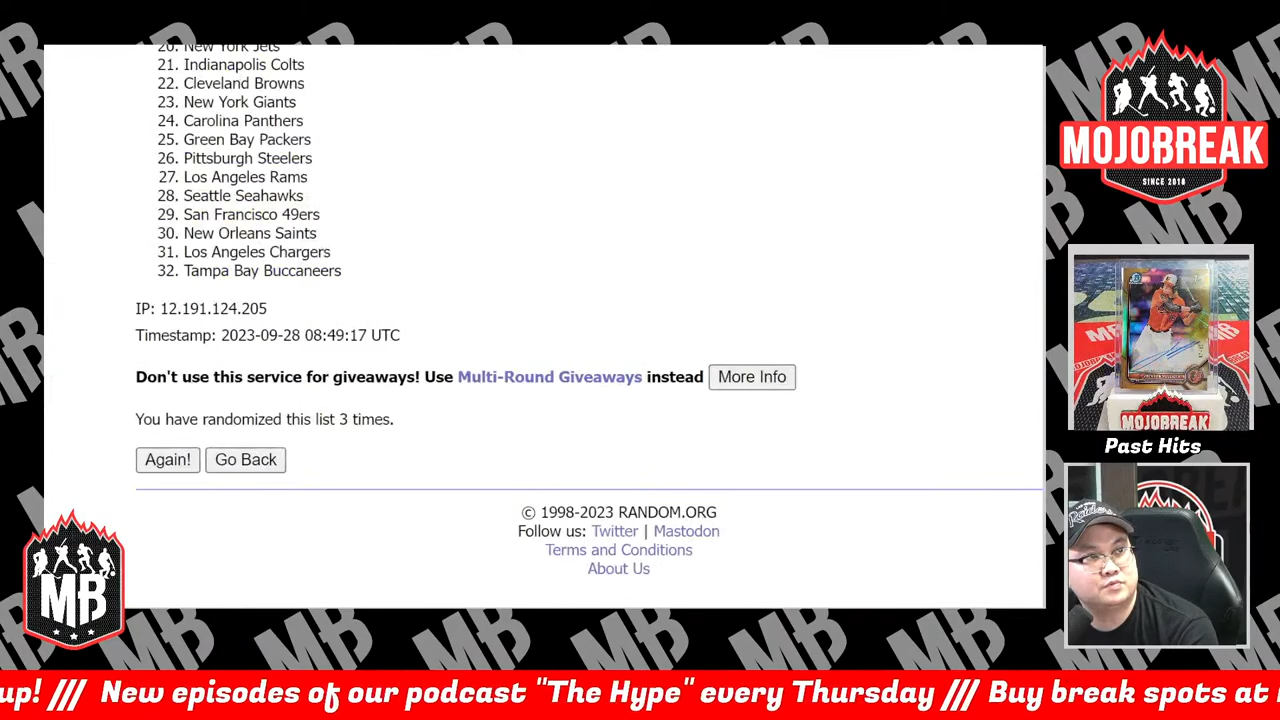 20. New York Jets
21. Indianapolis Colts
22. Cleveland Browns
23. New York Giants
24. Carolina Panthers
25. Green Bay Packers
26. Pittsburgh Steelers
27. Los Angeles Rams
28. Seattle Seahawks
29. San Francisco 49ers
30. New Orleans Saints
31. Los Angeles Chargers
32. Tampa Bay Buccaneers
IP: 12.191.124.205
Timestamp: 2023-09-28 08:49:17 UTC
Don't use this service for giveaways! Use Multi-Round Giveaways instead More Info
You have randomized this list 3 times.
Again! Go Back
© 1998-2023 RANDOM.ORG
Follow us: Twitter | Mastodon
Terms and Conditions
About Us
MB
MOJOBREAK
SINCE 2010
MOJOBREAK
Past Hits
Raiders
up! /// New episodes of our podcast "The Hype" every Thursday /// Buy break spots at